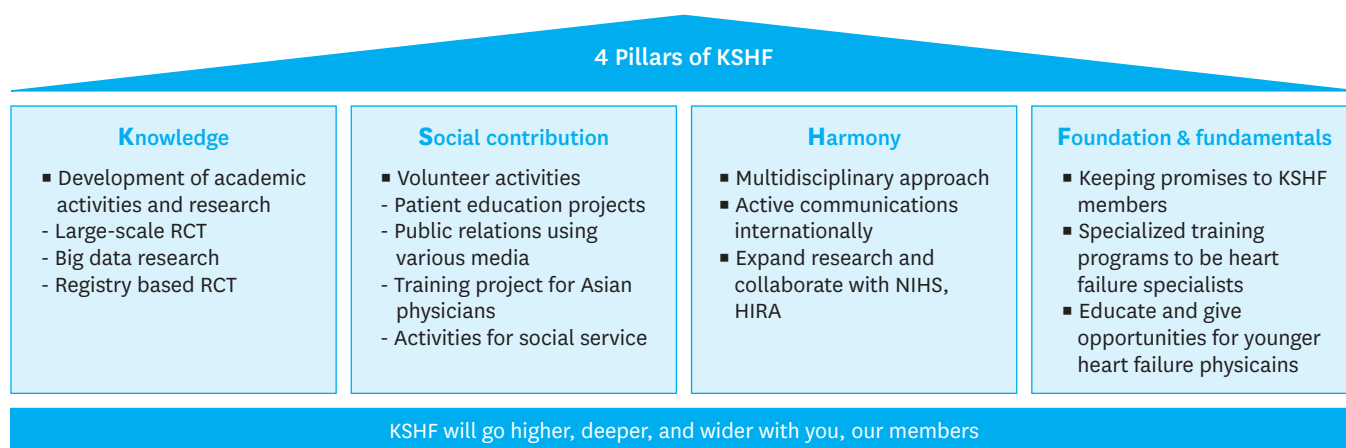 4 Pillars of KSHF
Knowledge
▪ Development of academic
activities and research
- Large-scale RCT
- Big data research
- Registry based RCT
Social contribution
▪ Volunteer activities
- Patient education projects
- Public relations using
various media
- Training project for Asian
physicians
- Activities for social service
Harmony
▪ Multidisciplinary approach
▪ Active communications
internationally
▪ Expand research and
collaborate with NIHS,
HIRA
Foundation & fundamentals
▪ Keeping promises to KSHF
members
▪ Specialized training
programs to be heart
failure specialists
▪ Educate and give
opportunities for younger
heart failure physicains
KSHF will go higher, deeper, and wider with you, our members